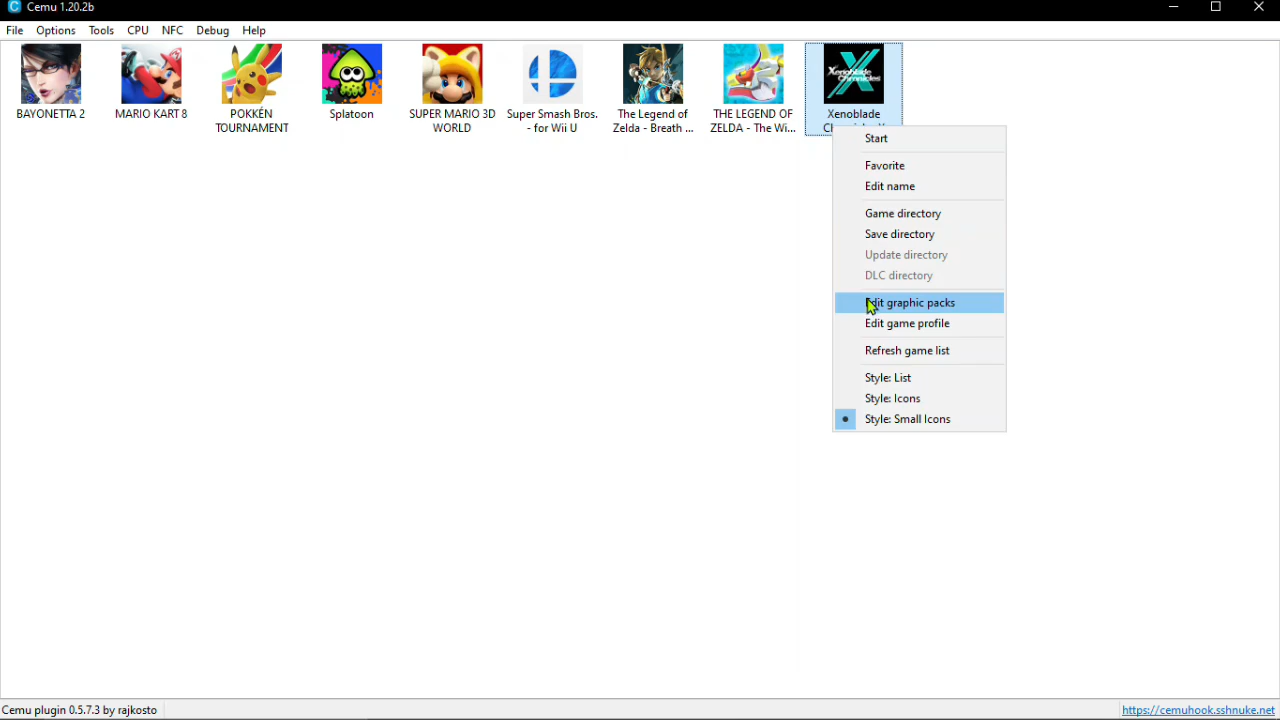 Cemu 1.20.2b
File Options Tools CPU NFC Debug Help
BAYONETTA 2
MARIO KART 8
POKKÉN
TOURNAMENT
Splatoon
SUPER MARIO 3D
WORLD
Super Smash Bros.
- for Wii U
The Legend of
Zelda - Breath ...
THE LEGEND OF
ZELDA - The Wi...
Xenoblade
Chronicles
Xenoblade
Start
Favorite
Edit name
Game directory
Save directory
Update directory
DLC directory
Edit graphic packs
Edit game profile
Refresh game list
Style: List
Style: Icons
Style: Small Icons
Cemu plugin 0.5.7.3 by rajkosto
https://cemuhook.sshnuke.net